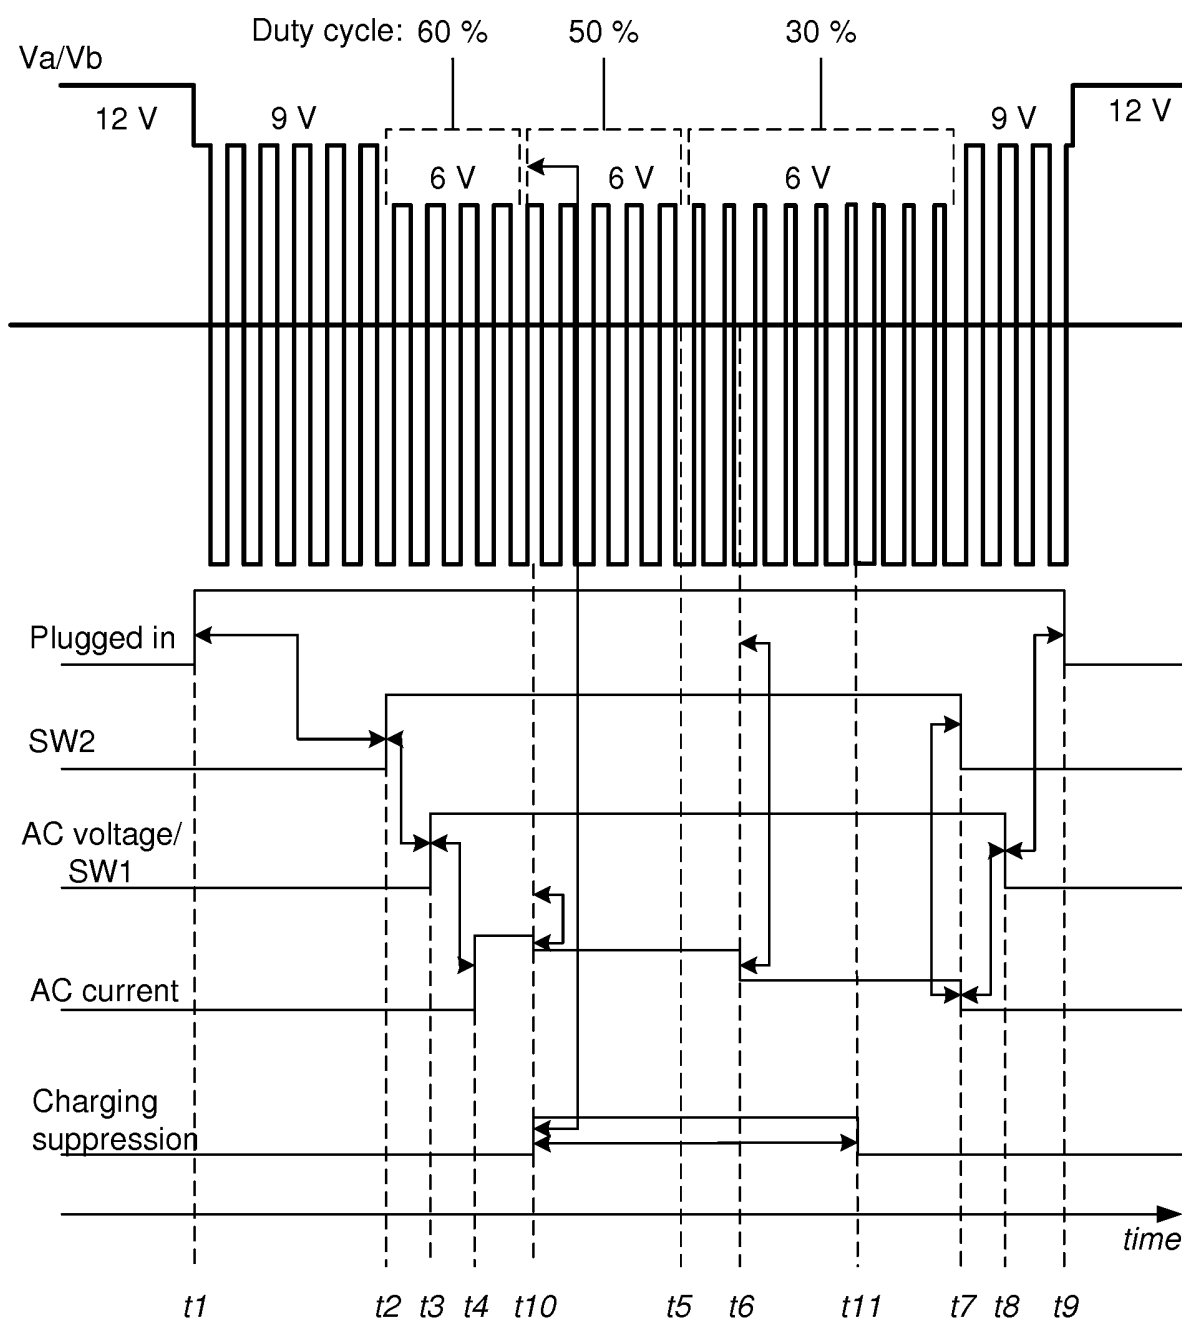 Duty cycle: 60 % 50 % 30 %
Va/Vb
12 V 9 V 9 V 12 V
6 V 6 V 6 V
Plugged in
SW2
AC voltage/
SW1
AC current
Charging
suppression
time
t1 t2 t3 t4 t10 t5 t6 t11 t7 t8 t9